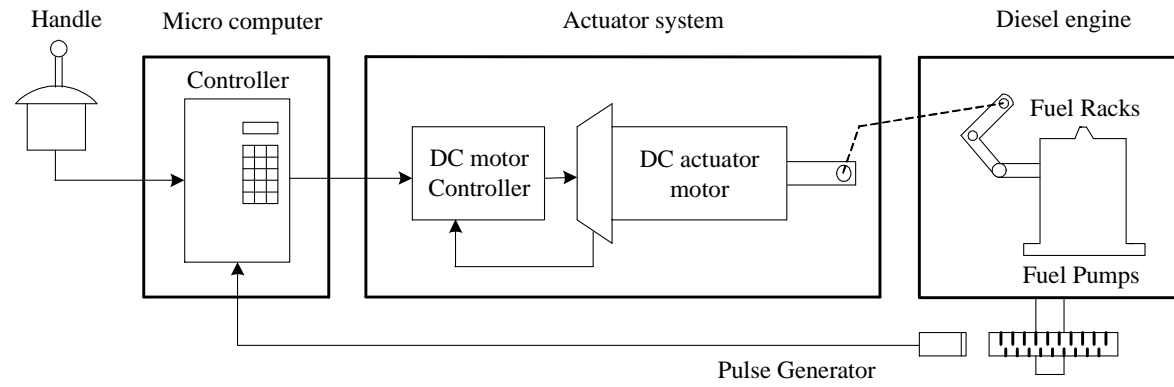 Handle
Micro computer
Actuator system
Diesel engine
Controller
DC motor
Controller
DC actuator
motor
Fuel Racks
Fuel Pumps
Pulse Generator